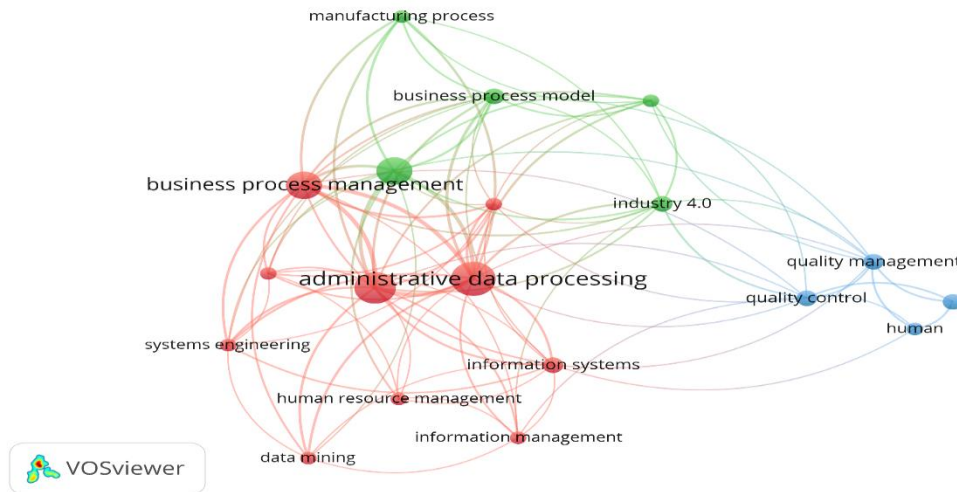 manufacturing process
business process model
business process management
industry 4.0
quality management
administrative data processing
quality control
human
systems engineering
information systems
human resource management
information management
data mining
VOSviewer